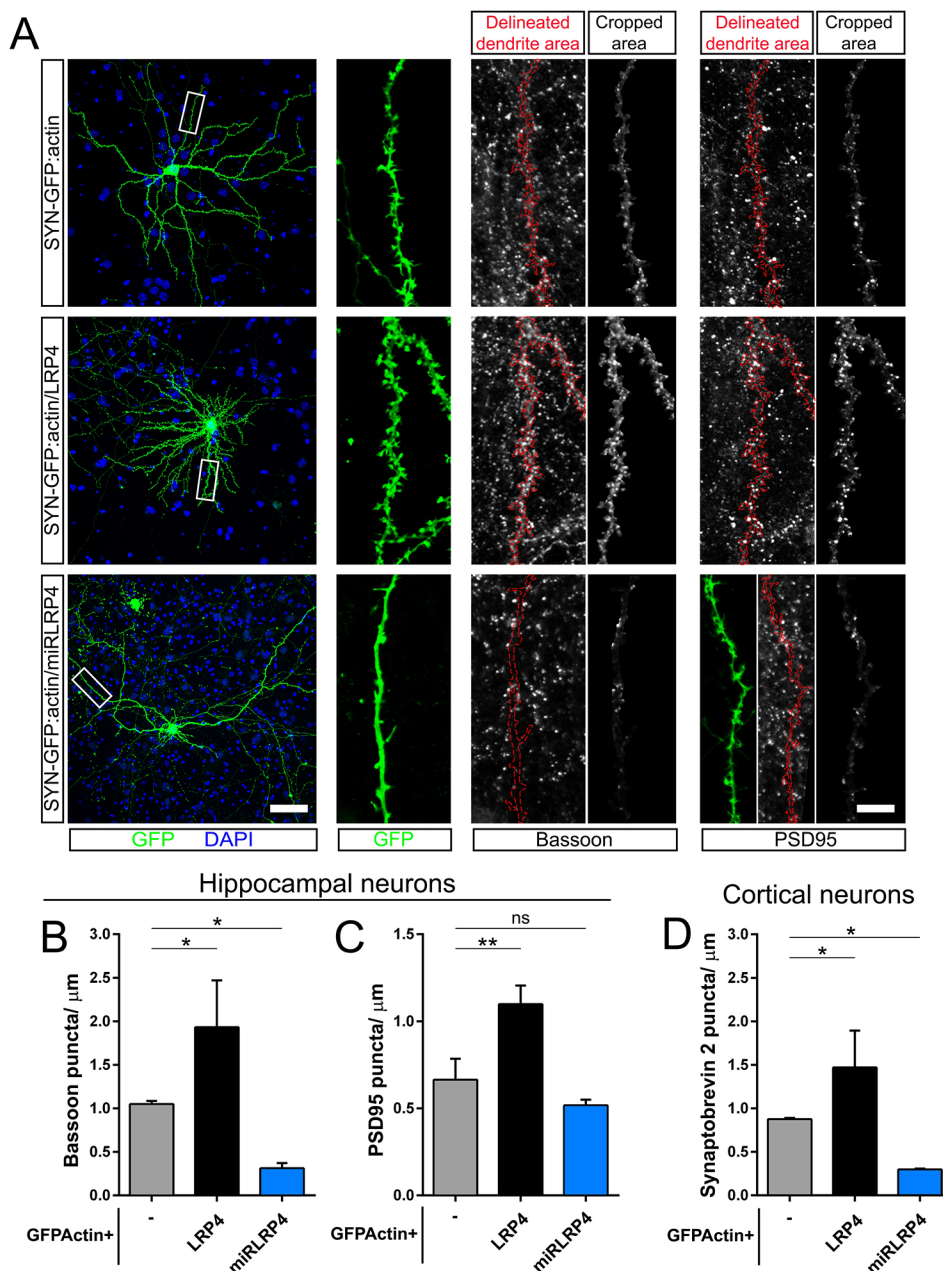 A
Delineated
dendrite area
Cropped
area
Delineated
dendrite area
Cropped
area
SYN-GFP:actin
SYN-GFP:actin/LRP4
SYN-GFP:actin/miRLRP4
GFP DAPI
GFP
Bassoon
PSD95
Hippocampal neurons
Cortical neurons
B
Bassoon puncta/ μm
3.0
2.5
2.0
1.5
1.0
0.5
0.0
*
*
GFPActin+
-
LRP4
miRLRP4
C
PSD95 puncta/ μm
1.5
1.0
0.5
0.0
ns
**
-
LRP4
miRLRP4
GFPActin+
D
Synaptobrevin 2 puncta/ μm
3.0
2.5
2.0
1.5
1.0
0.5
0.0
*
*
-
LRP4
miRLRP4
GFPActin+